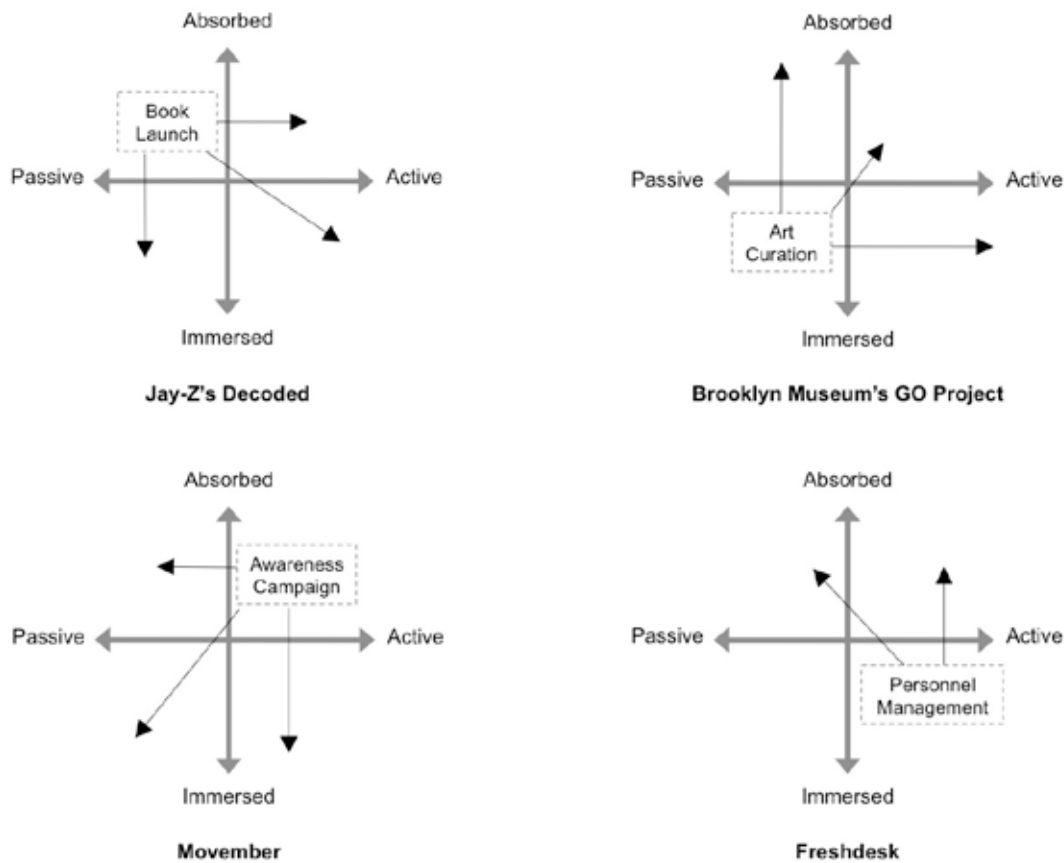 Absorbed
Book
Launch
Passive
Active
Immersed
Jay-Z's Decoded
Absorbed
Passive
Active
Art
Curation
Immersed
Brooklyn Museum's GO Project
Absorbed
Awareness
Campaign
Passive
Active
Immersed
Movember
Absorbed
Passive
Active
Personnel
Management
Immersed
Freshdesk